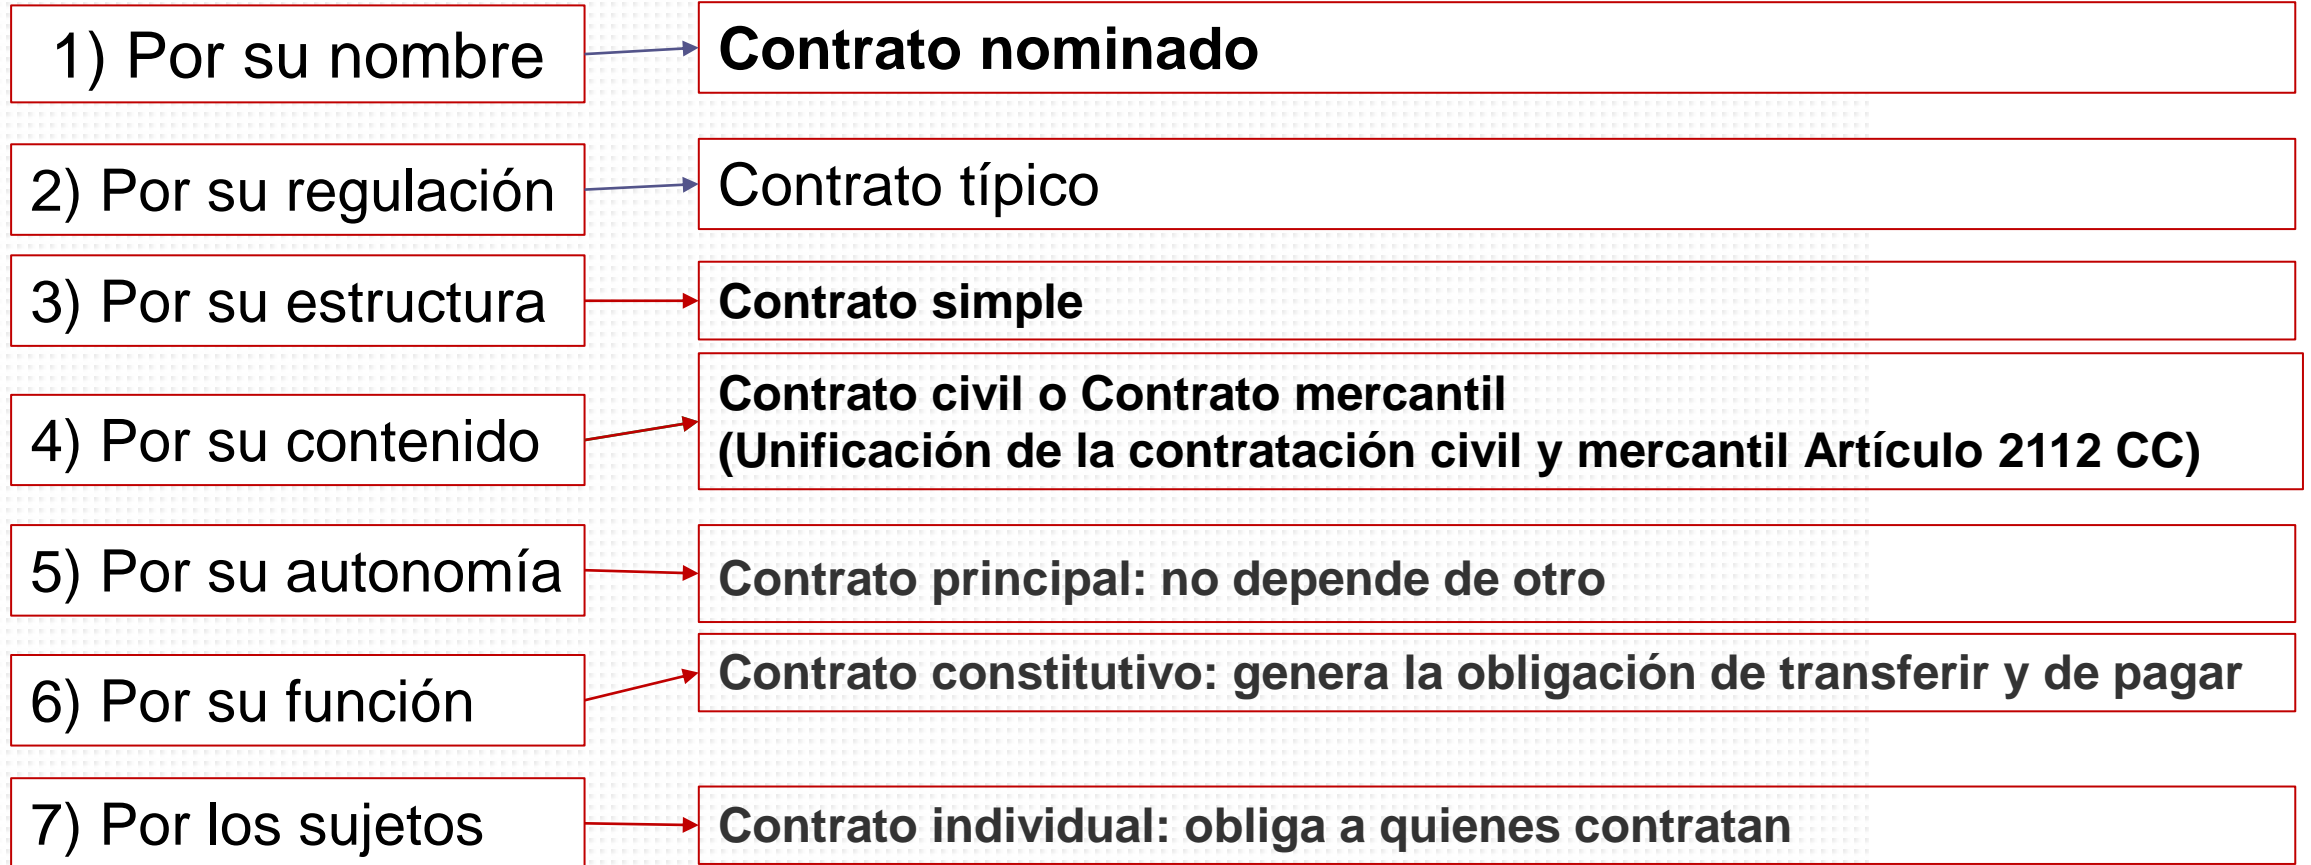 1) Por su nombre
Contrato nominado
2) Por su regulación
Contrato típico
3) Por su estructura
Contrato simple
4) Por su contenido
Contrato civil o Contrato mercantil
(Unificación de la contratación civil y mercantil Artículo 2112 CC)
5) Por su autonomía
Contrato principal: no depende de otro
6) Por su función
Contrato constitutivo: genera la obligación de transferir y de pagar
7) Por los sujetos
Contrato individual: obliga a quienes contratan